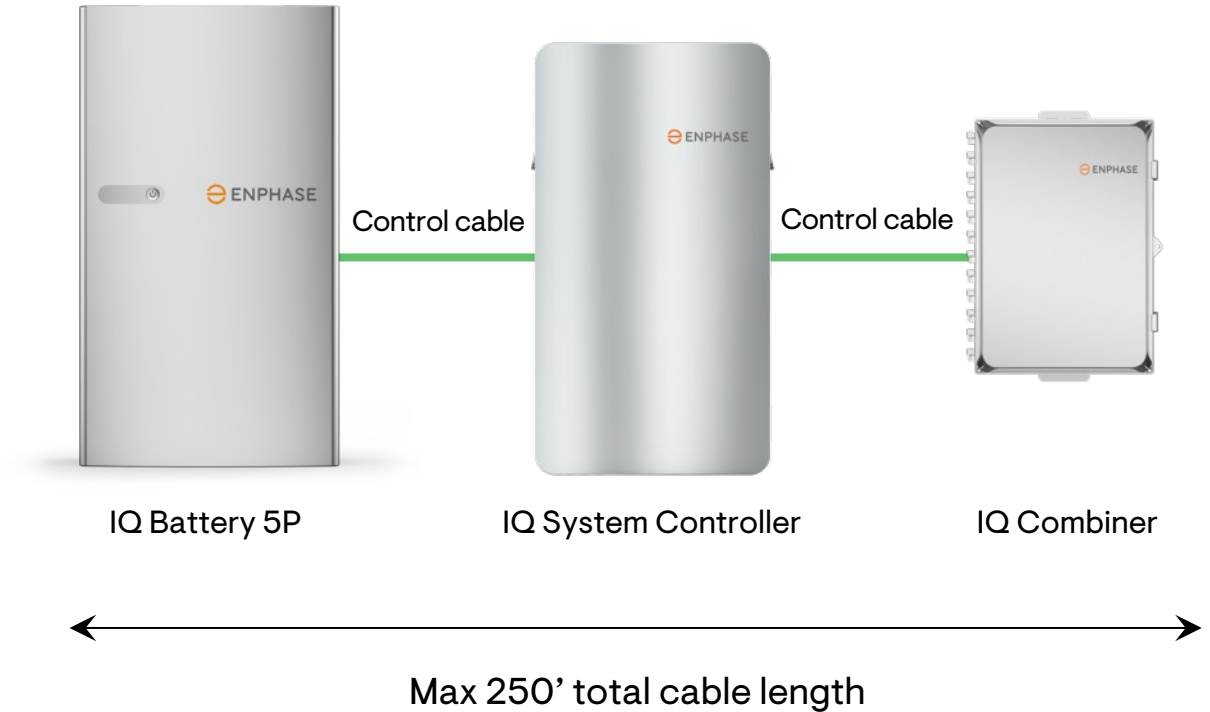 ENPHASE
ENPHASE
ENPHASE
Control cable
Control cable
IQ Battery 5P
IQ System Controller
IQ Combiner
Max 250’ total cable length